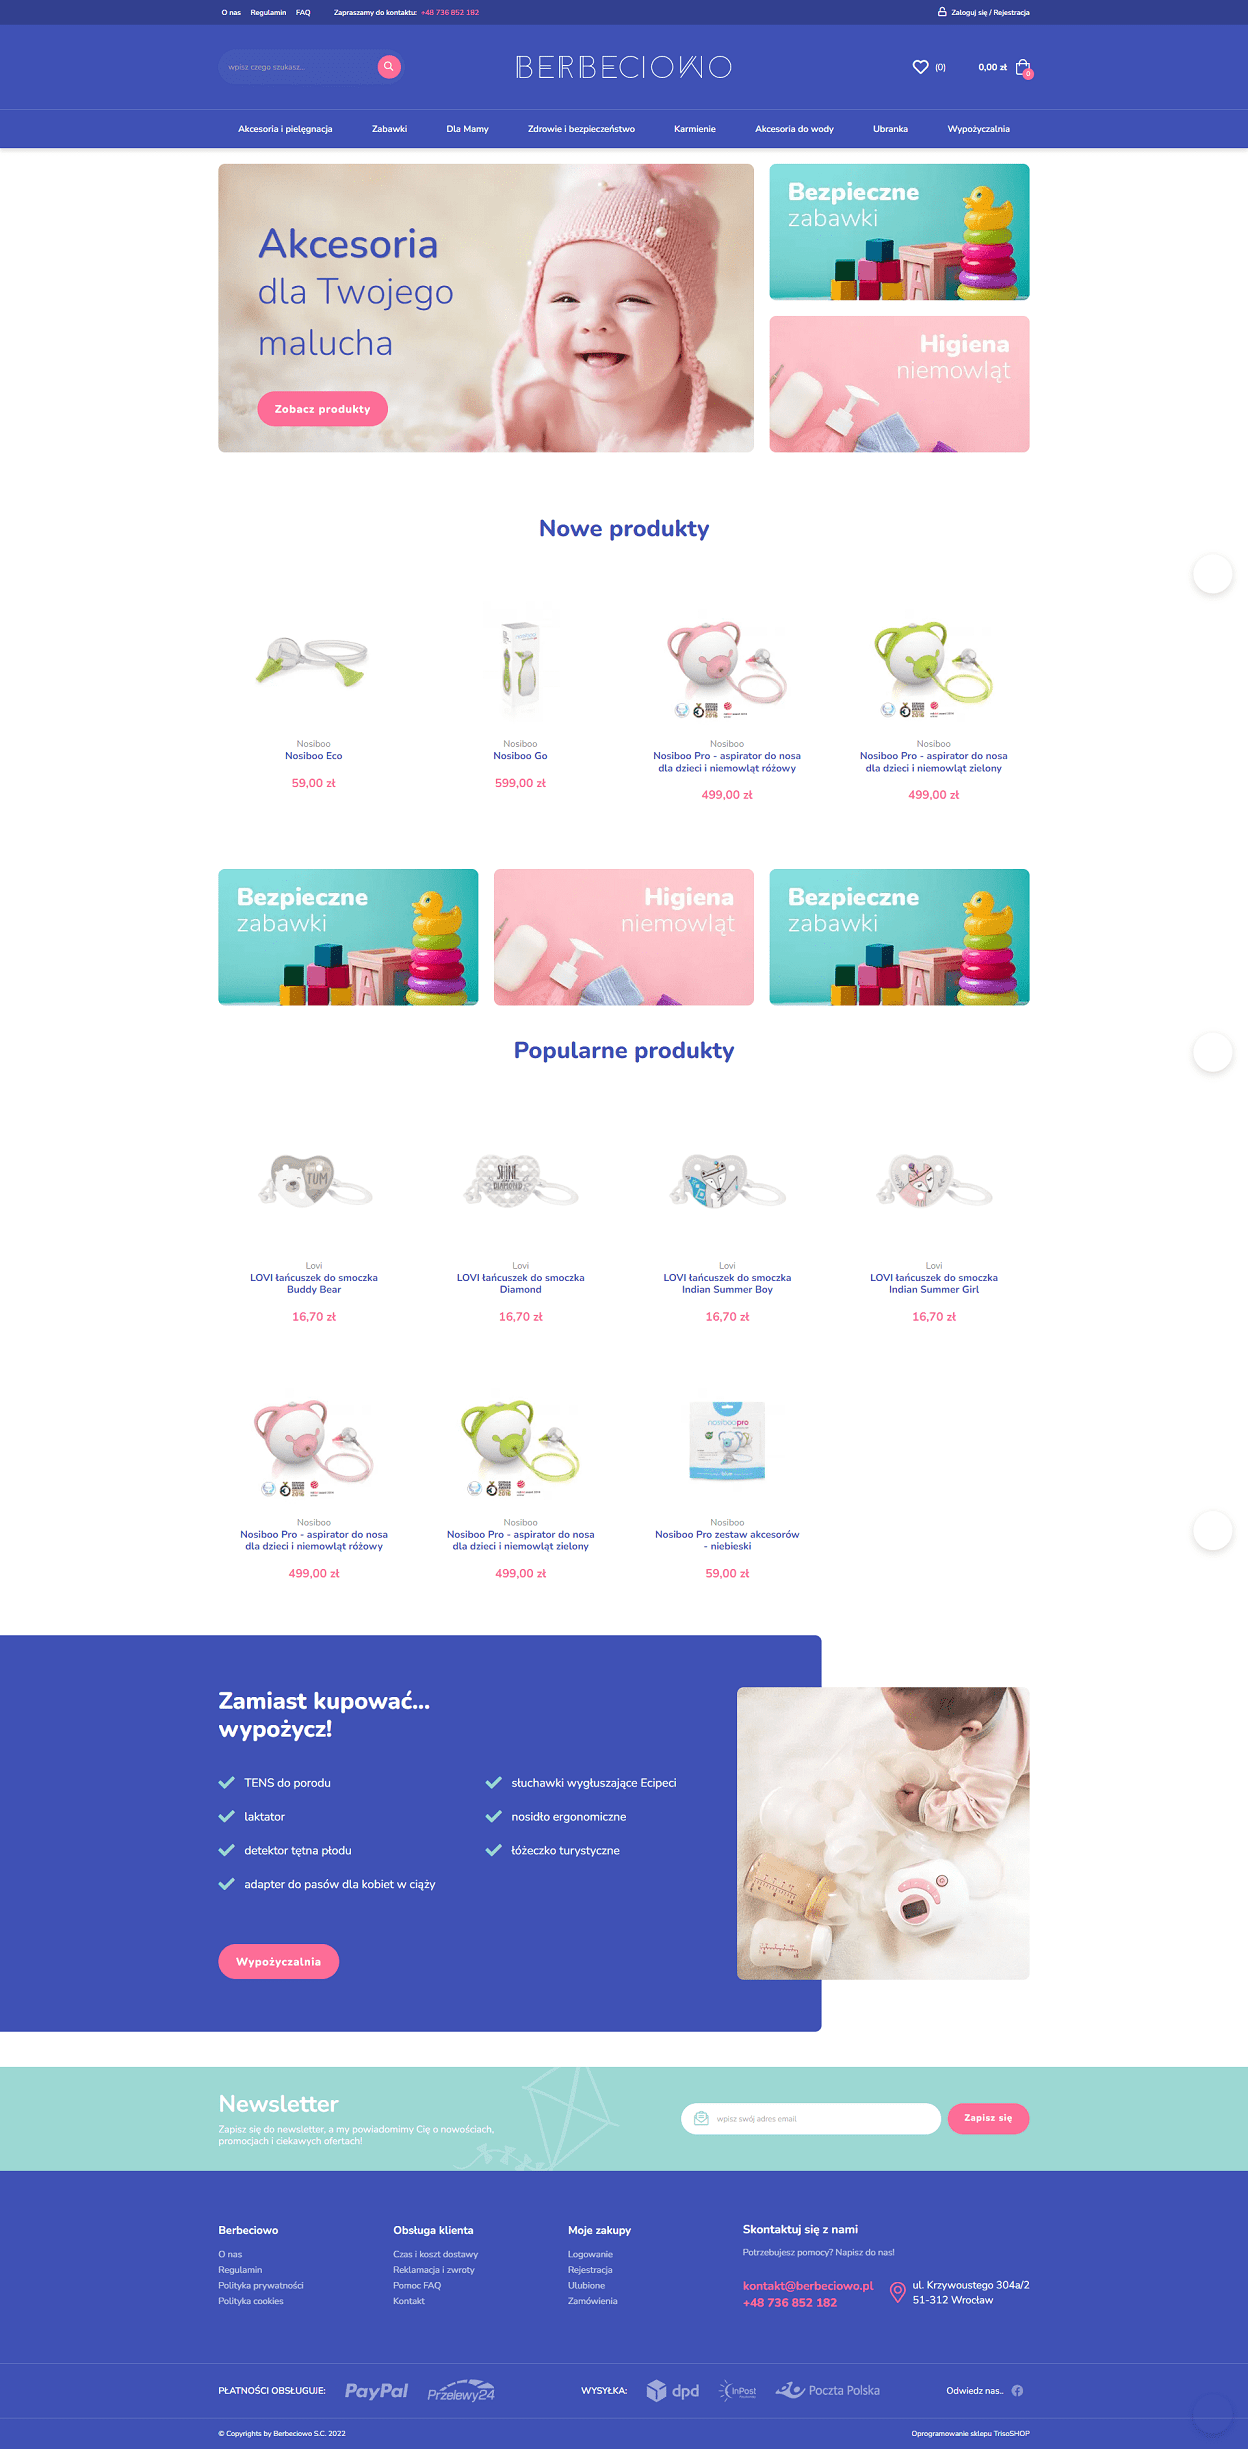 O nas Regulamin FAQ Zapraszamy do kontaktu: +48 736 852 182 Zaloguj się / Rejestracja
wpisz czego szukasz... BERBECIOWO (0) 0,00 zł 0
Akcesoria i pielęgnacja Zabawki Dla Mamy Zdrowie i bezpieczeństwo Karmienie Akcesoria do wody Ubranka Wypożyczalnia
Akcesoria
dla Twojego
malucha
Zobacz produkty
Bezpieczne
zabawki
Higiena
niemowląt
Nowe produkty
Nosiboo
Nosiboo Eco
59,00 zł
Nosiboo
Nosiboo Go
599,00 zł
Nosiboo
Nosiboo Pro - aspirator do nosa
dla dzieci i niemowląt różowy
499,00 zł
Nosiboo
Nosiboo Pro - aspirator do nosa
dla dzieci i niemowląt zielony
499,00 zł
Bezpieczne
zabawki
Higiena
niemowląt
Bezpieczne
zabawki
Popularne produkty
TUM
Lovi
LOVI łańcuszek do smoczka
Buddy Bear
16,70 zł
SHINE
DIAMOND
Lovi
LOVI łańcuszek do smoczka
Diamond
16,70 zł
Lovi
LOVI łańcuszek do smoczka
Indian Summer Boy
16,70 zł
Lovi
LOVI łańcuszek do smoczka
Indian Summer Girl
16,70 zł
Nosiboo
Nosiboo Pro - aspirator do nosa
dla dzieci i niemowląt różowy
499,00 zł
Nosiboo
Nosiboo Pro - aspirator do nosa
dla dzieci i niemowląt zielony
499,00 zł
nosiboopro
Nosiboo
Nosiboo Pro zestaw akcesorów
- niebieski
59,00 zł
Zamiast kupować...
wypożycz!
TENS do porodu
laktator
detektor tętna płodu
adapter do pasów dla kobiet w ciąży
słuchawki wygłuszające Ecipeci
nosidło ergonomiczne
łóżeczko turystyczne
Wypożyczalnia
Newsletter
Zapisz się do newsletter, a my powiadomimy Cię o nowościach,
promocjach i ciekawych ofertach!
wpisz swój adres email
Zapisz się
Berbeciowo
O nas
Regulamin
Polityka prywatności
Polityka cookies
Obsługa klienta
Czas i koszt dostawy
Reklamacja i zwroty
Pomoc FAQ
Kontakt
Moje zakupy
Logowanie
Rejestracja
Ulubione
Zamówienia
Skontaktuj się z nami
Potrzebujesz pomocy? Napisz do nas!
kontakt@berbeciowo.pl
+48 736 852 182
ul. Krzywoustego 304a/2
51-312 Wrocław
PŁATNOŚCI OBSŁUGUJE: PayPal Przelewy24 WYSYŁKA: dpd InPost Poczta Polska Odwiedz nas..
© Copyrights by Berbeciowo S.C. 2022 Oprogramowanie sklepu TrisoSHOP